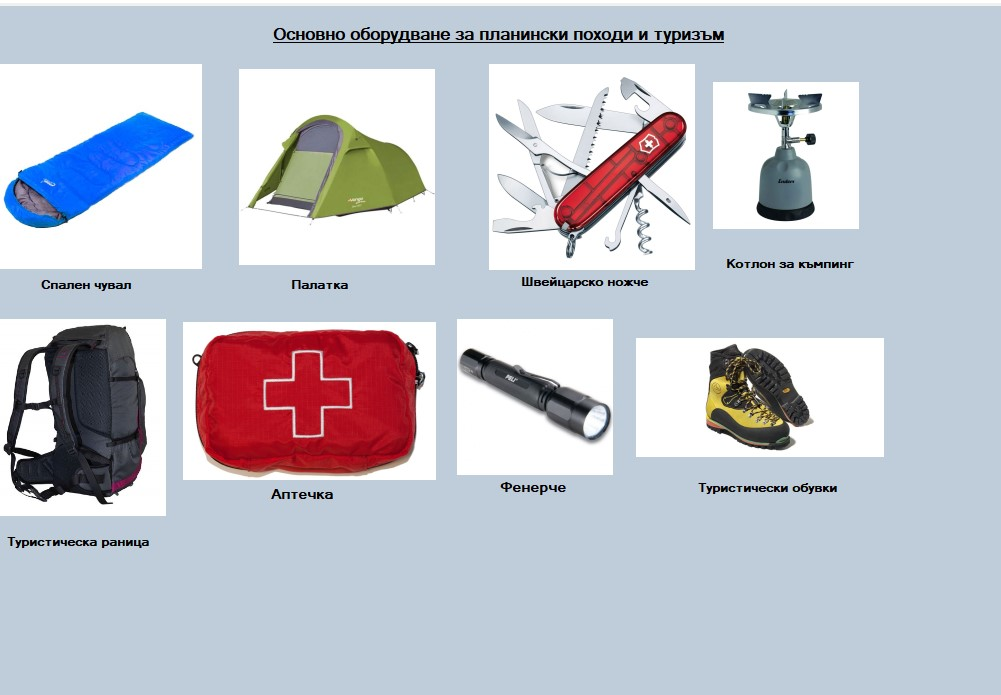 Основно оборудване за планински походи и туризъм
Спален чувал
Палатка
Швейцарско ножче
Котлон за къмпинг
PELI
Аптечка
Фенерче
Туристически обувки
Туристическа раница